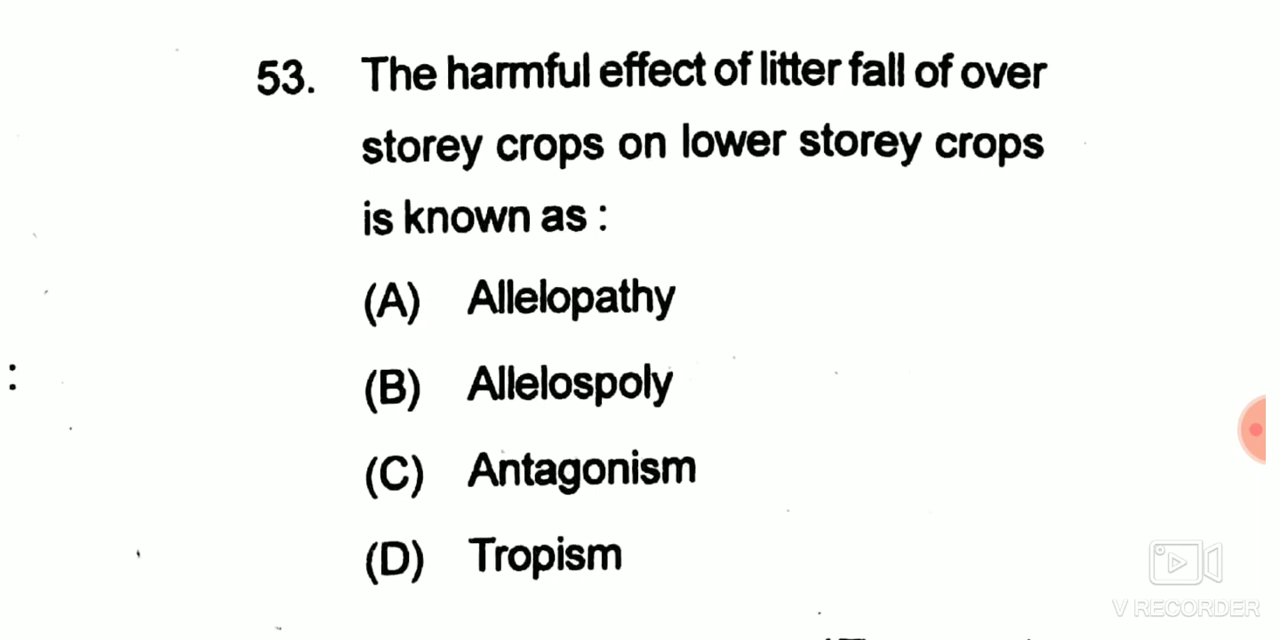 53. The harmful effect of litter fall of over
storey crops on lower storey crops
is known as :
(A) Allelopathy
(B) Allelospoly
(C) Antagonism
(D) Tropism
:
V RECORDER